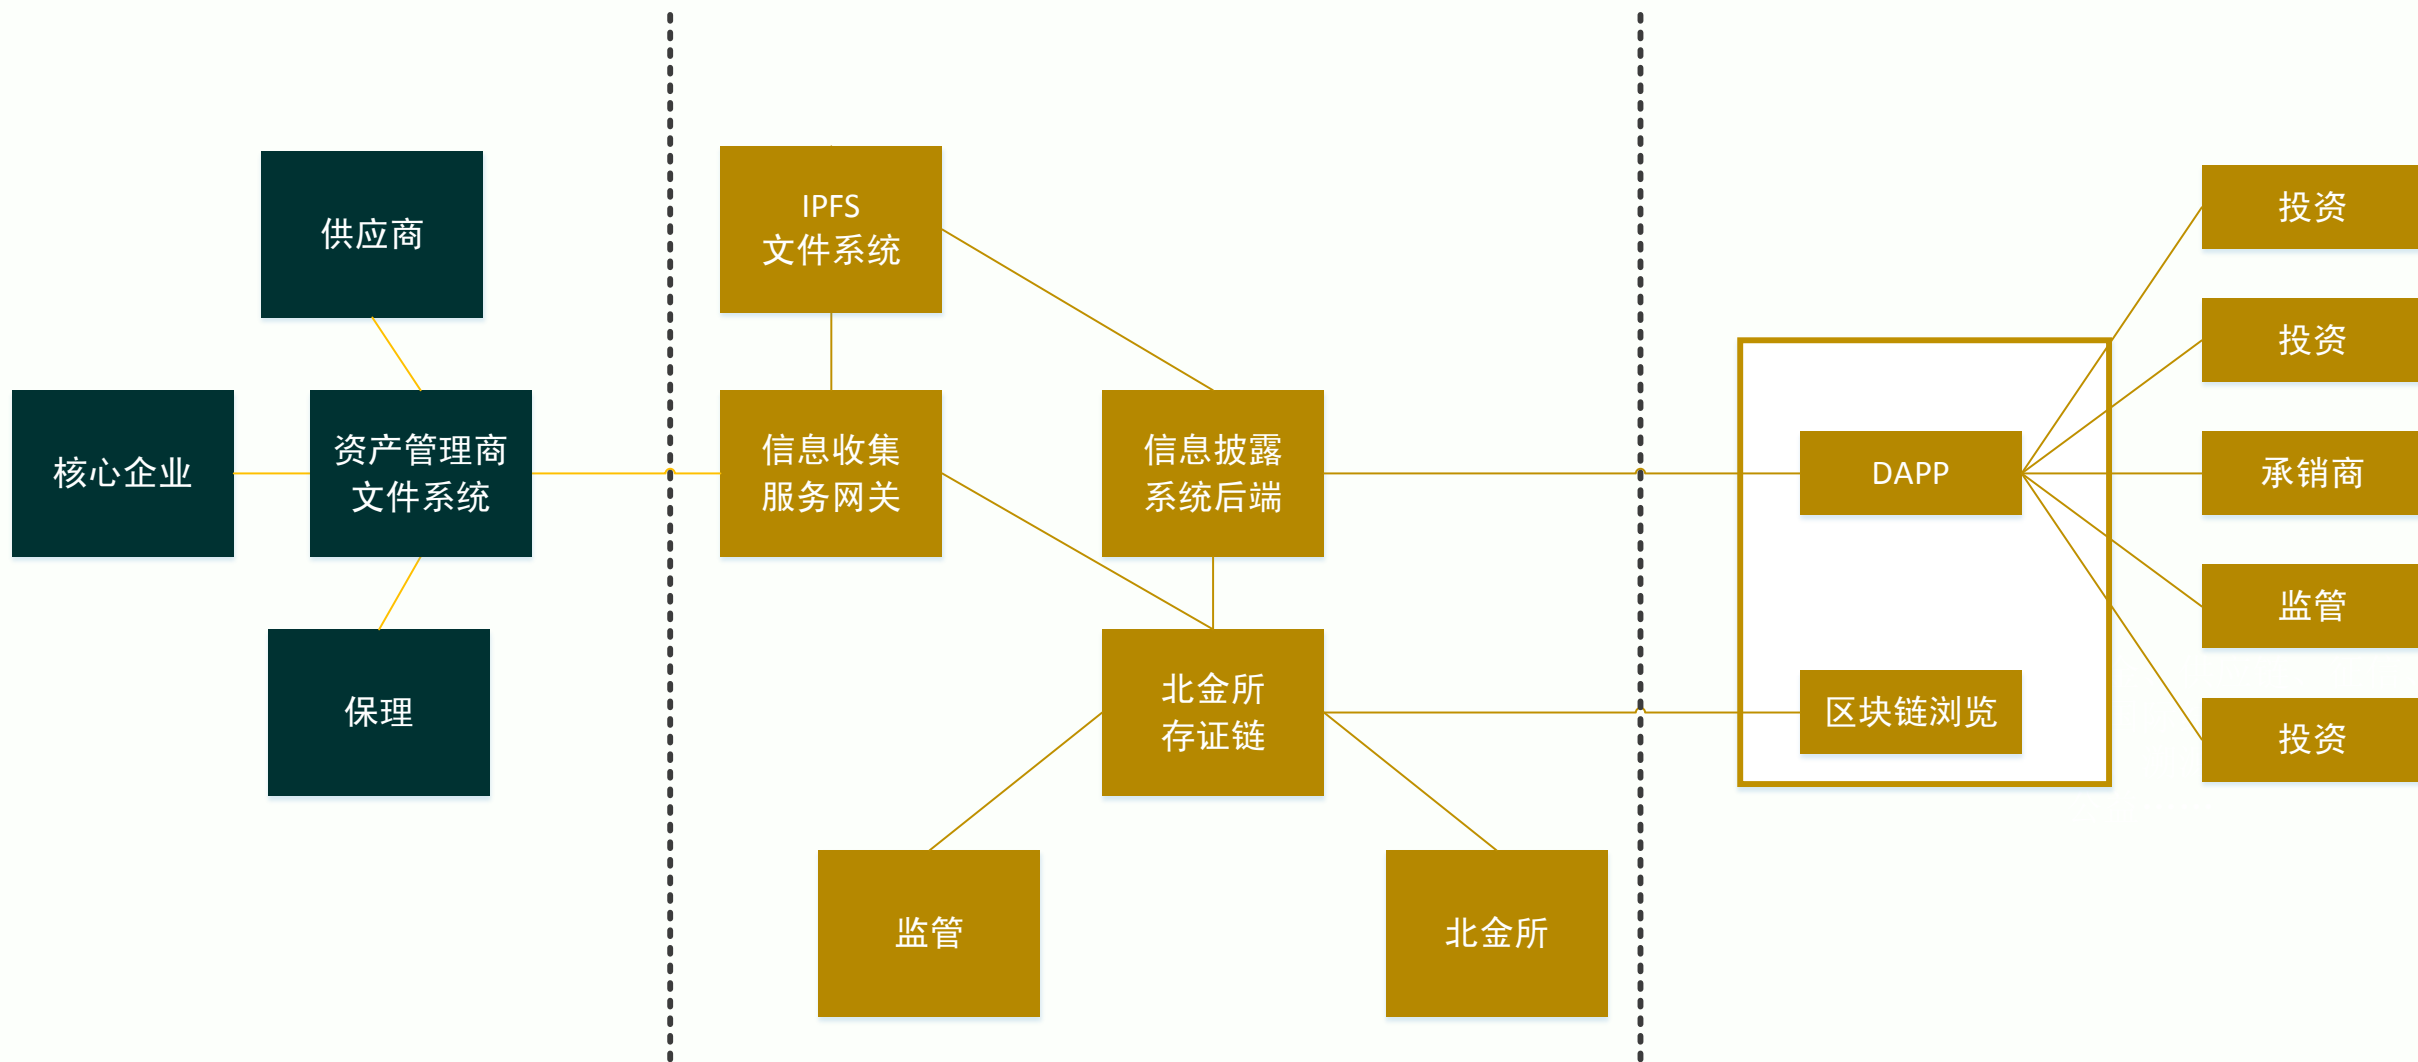 供应商
核心企业
资产管理商
文件系统
保理
IPFS
文件系统
信息收集
服务网关
信息披露
系统后端
北金所
存证链
监管
北金所
DAPP
区块链浏览
投资
投资
承销商
监管
投资